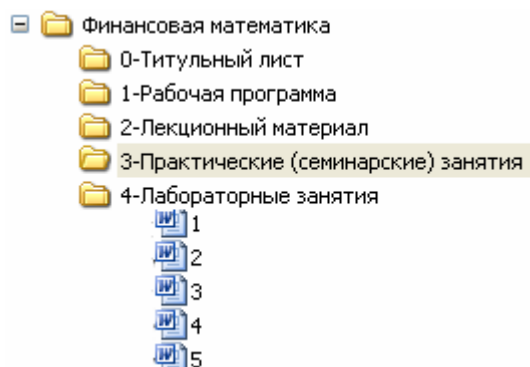 Финансовая математика
0-Титульный лист
1-Рабочая программа
2-Лекционный материал
3-Практические (семинарские) занятия
4-Лабораторные занятия
1
2
3
4
5